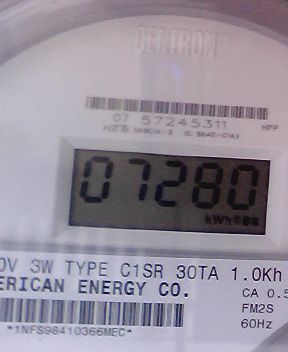 CENTRON
07 57245311
HPP
07280
kWh
0V 3W TYPE C1SR 30TA 1.0Kh
ERICAN ENERGY CO.
CA 0.5
FM2S
60Hz
*1NFS98410366MEC*